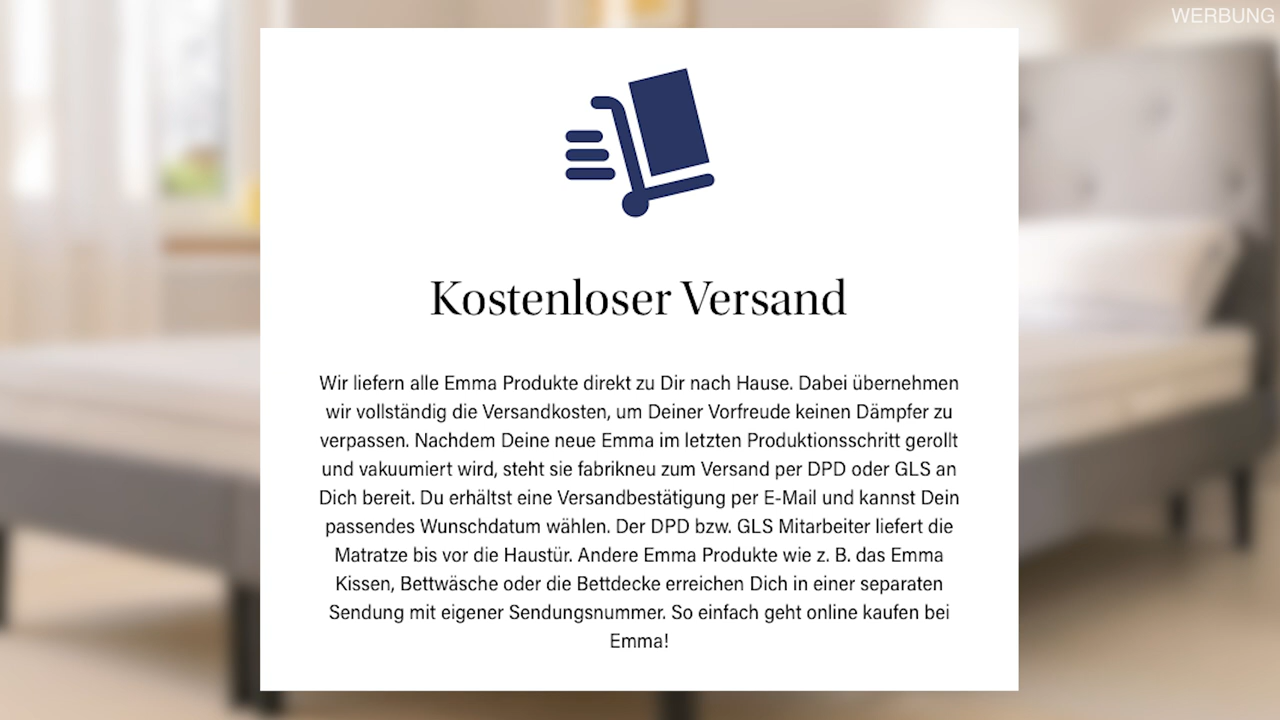 WERBUNG
Kostenloser Versand
Wir liefern alle Emma Produkte direkt zu Dir nach Hause. Dabei übernehmen
wir vollständig die Versandkosten, um Deiner Vorfreude keinen Dämpfer zu
verpassen. Nachdem Deine neue Emma im letzten Produktionsschritt gerollt
und vakuumiert wird, steht sie fabrikneu zum Versand per DPD oder GLS an
Dich bereit. Du erhältst eine Versandbestätigung per E-Mail und kannst Dein
passendes Wunschdatum wählen. Der DPD bzw. GLS Mitarbeiter liefert die
Matratze bis vor die Haustür. Andere Emma Produkte wie z. B. das Emma
Kissen, Bettwäsche oder die Bettdecke erreichen Dich in einer separaten
Sendung mit eigener Sendungsnummer. So einfach geht online kaufen bei
Emma!